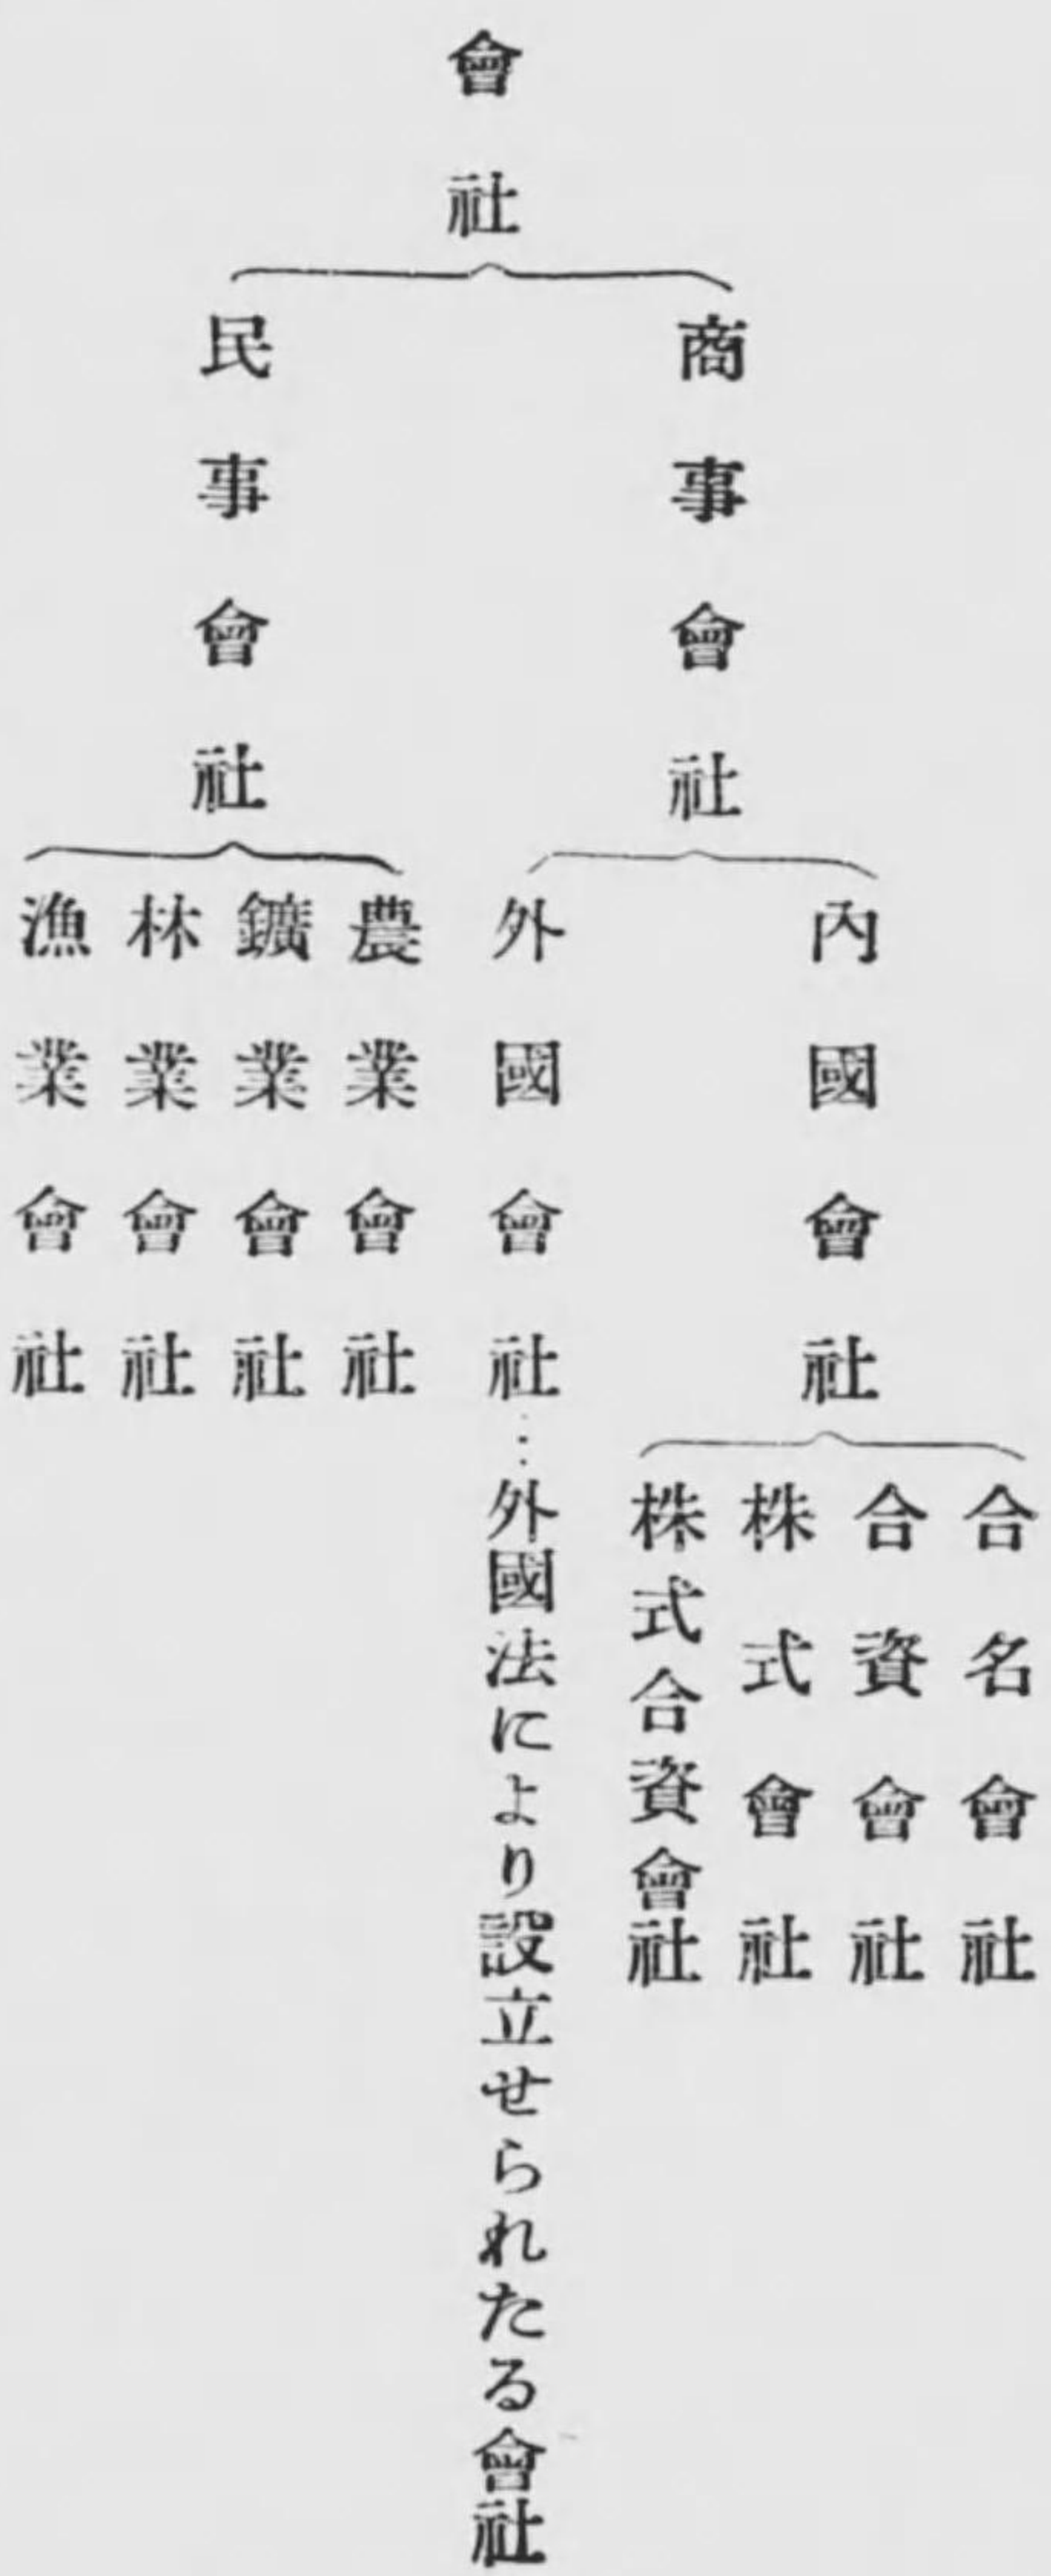 會社
商事會社
內國會社
合名會社
合資會社
株式會社
株式合資會社
外國會社…外國法により設立せられたる會社
民事會社
農業會社
鑛業會社
林業會社
漁業會社